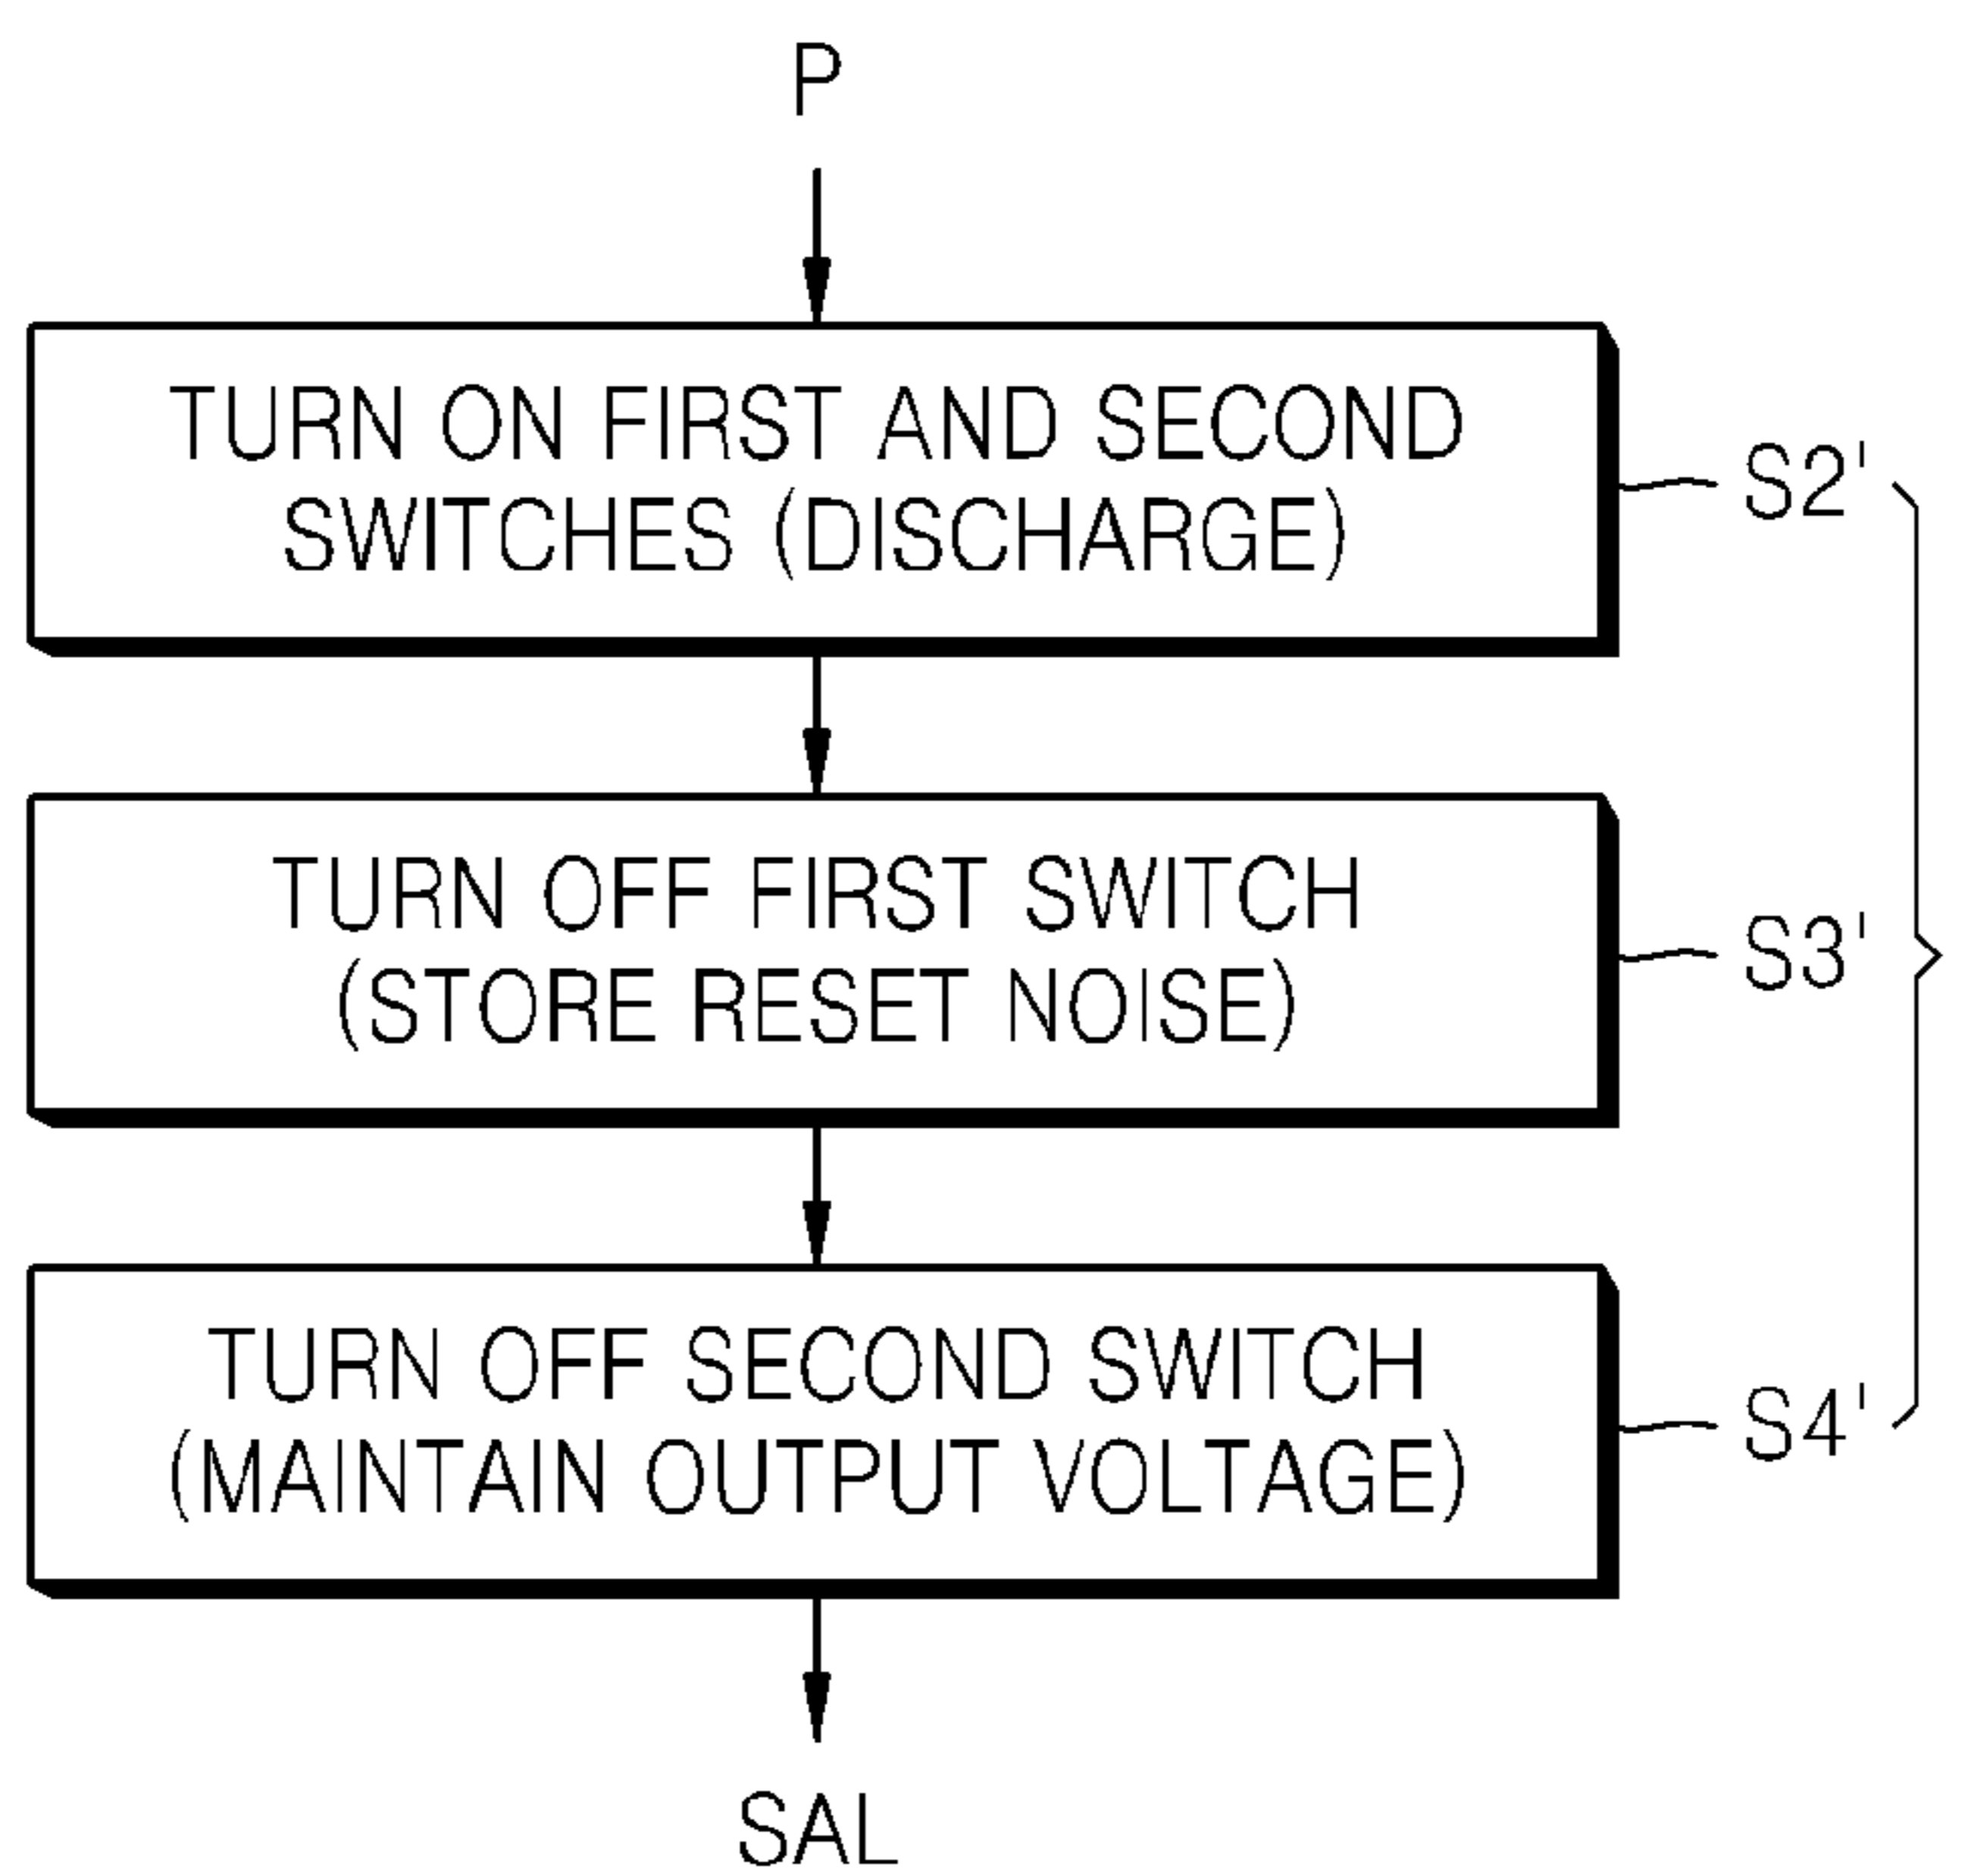 P
TURN ON FIRST AND SECOND
SWITCHES (DISCHARGE)
S2'
TURN OFF FIRST SWITCH
(STORE RESET NOISE)
S3'
TURN OFF SECOND SWITCH
(MAINTAIN OUTPUT VOLTAGE)
S4'
SAL